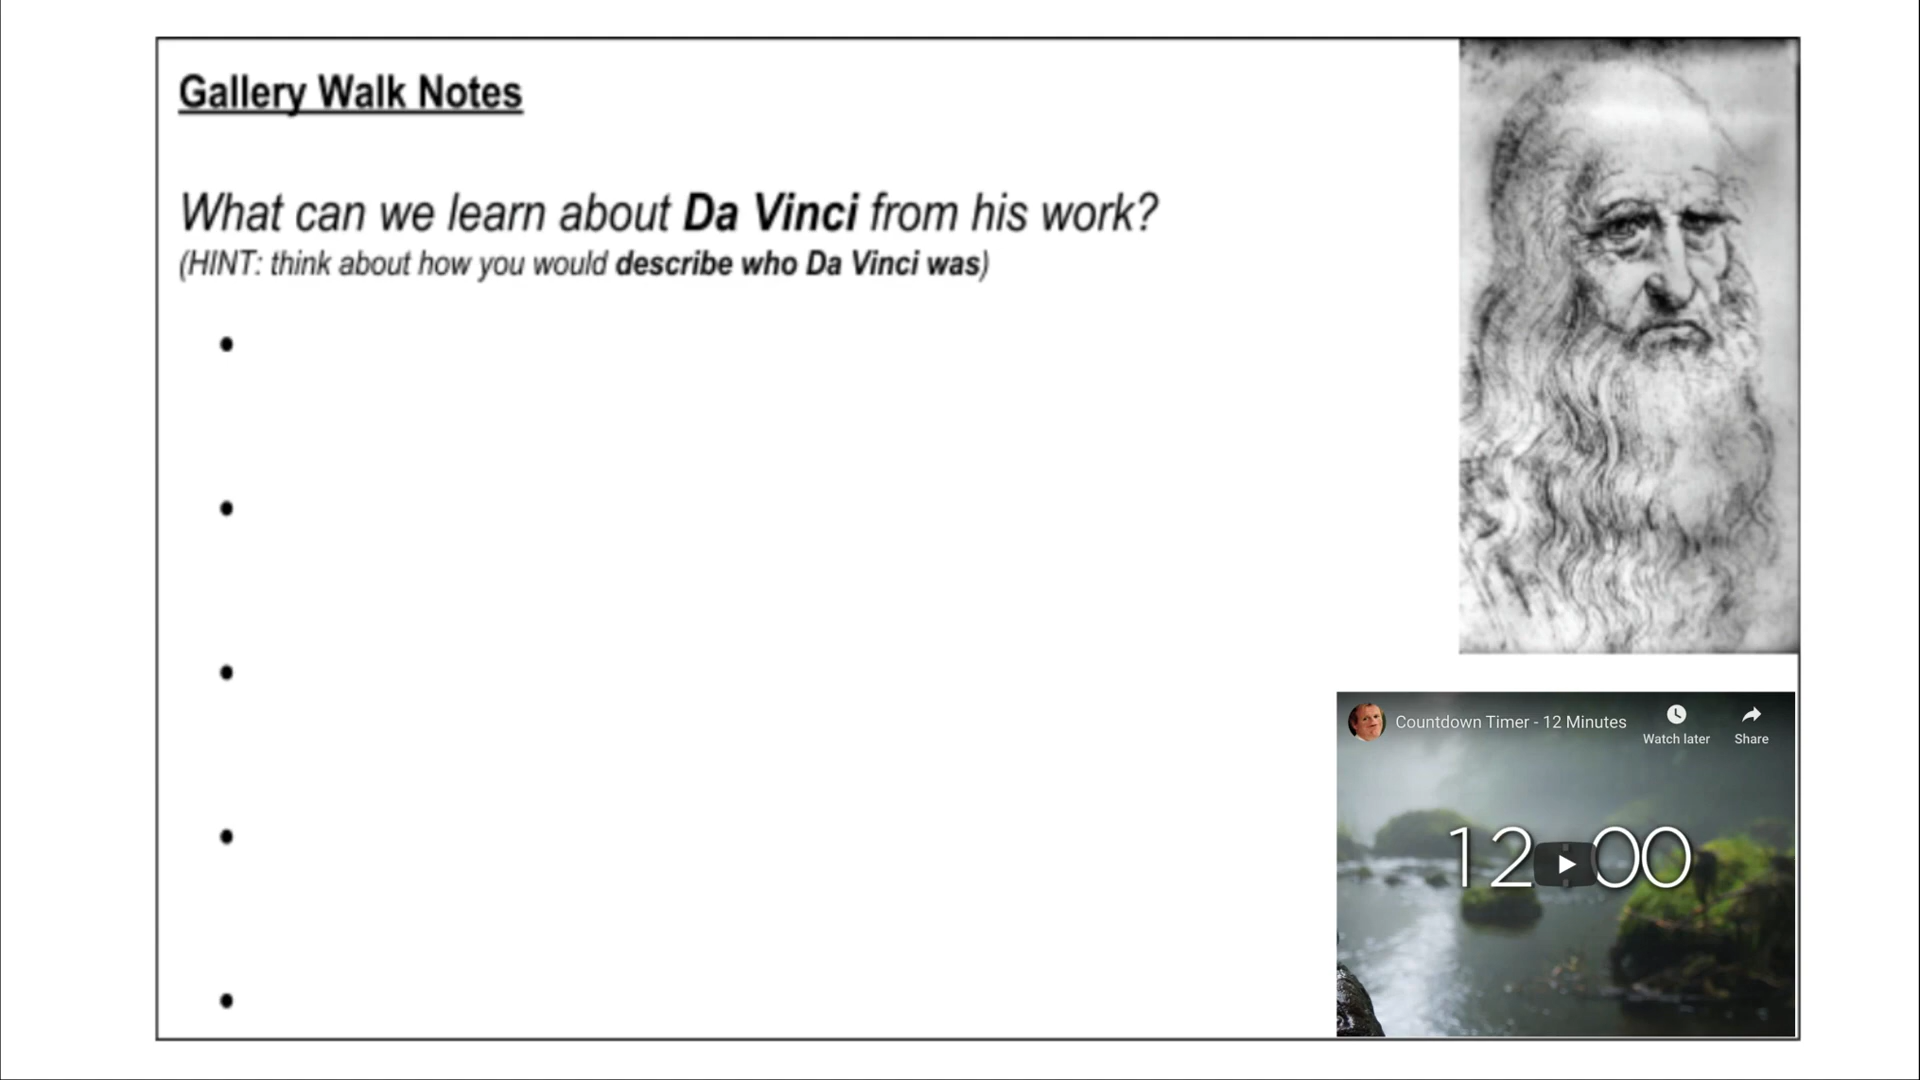 Gallery Walk Notes
What can we learn about Da Vinci from his work?
(HINT: think about how you would describe who Da Vinci was)
•
•
•
•
•
Countdown Timer - 12 Minutes
Watch later
Share
12:00